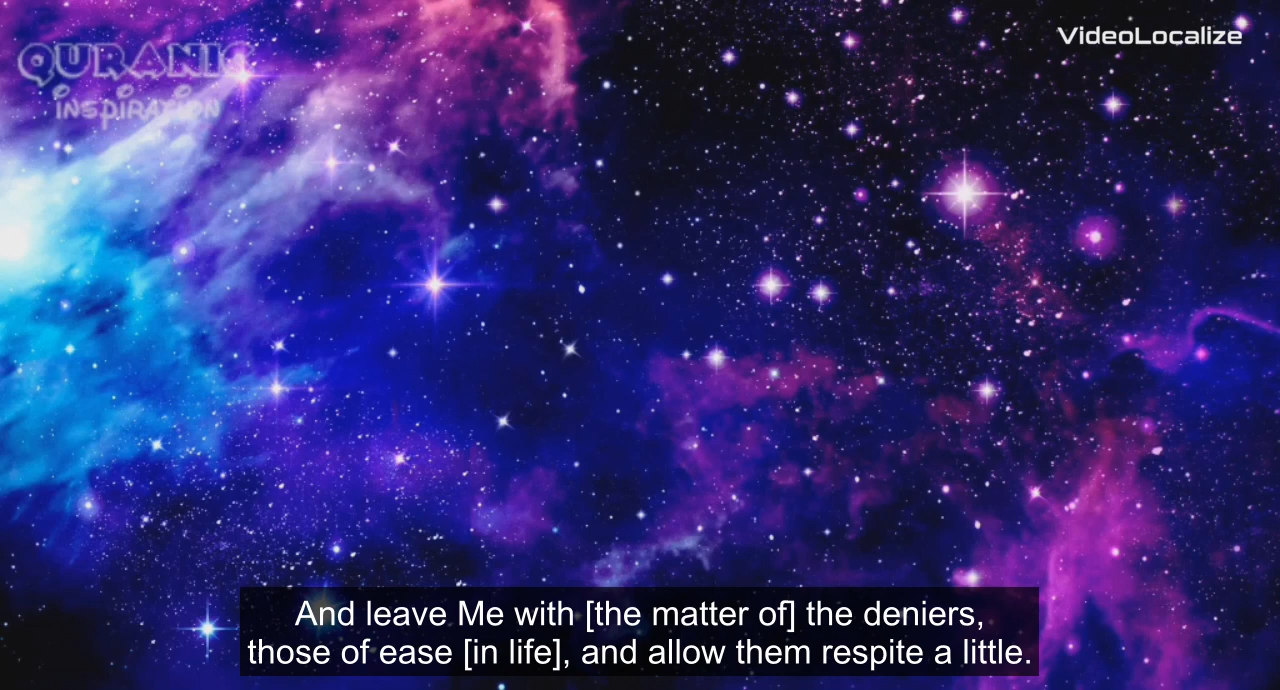 QURANIC
inspiration
VideoLocalize
And leave Me with [the matter of] the deniers,
those of ease [in life], and allow them respite a little.